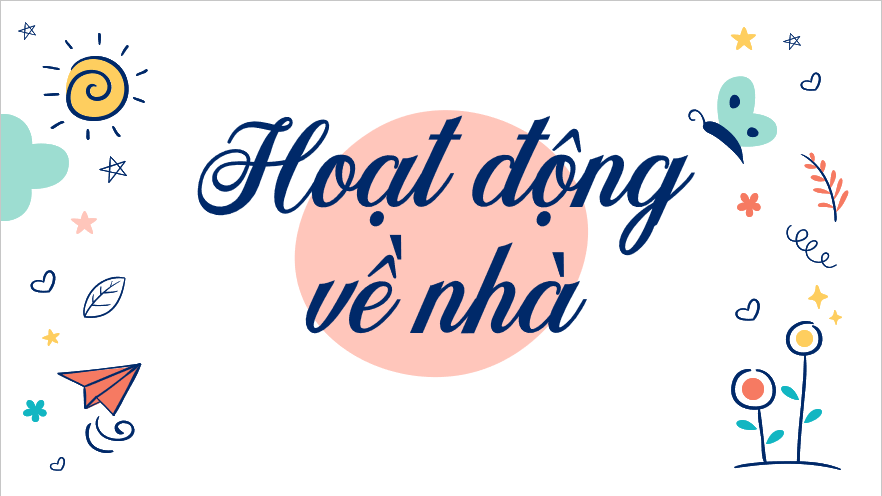 Hoạt động
về nhà